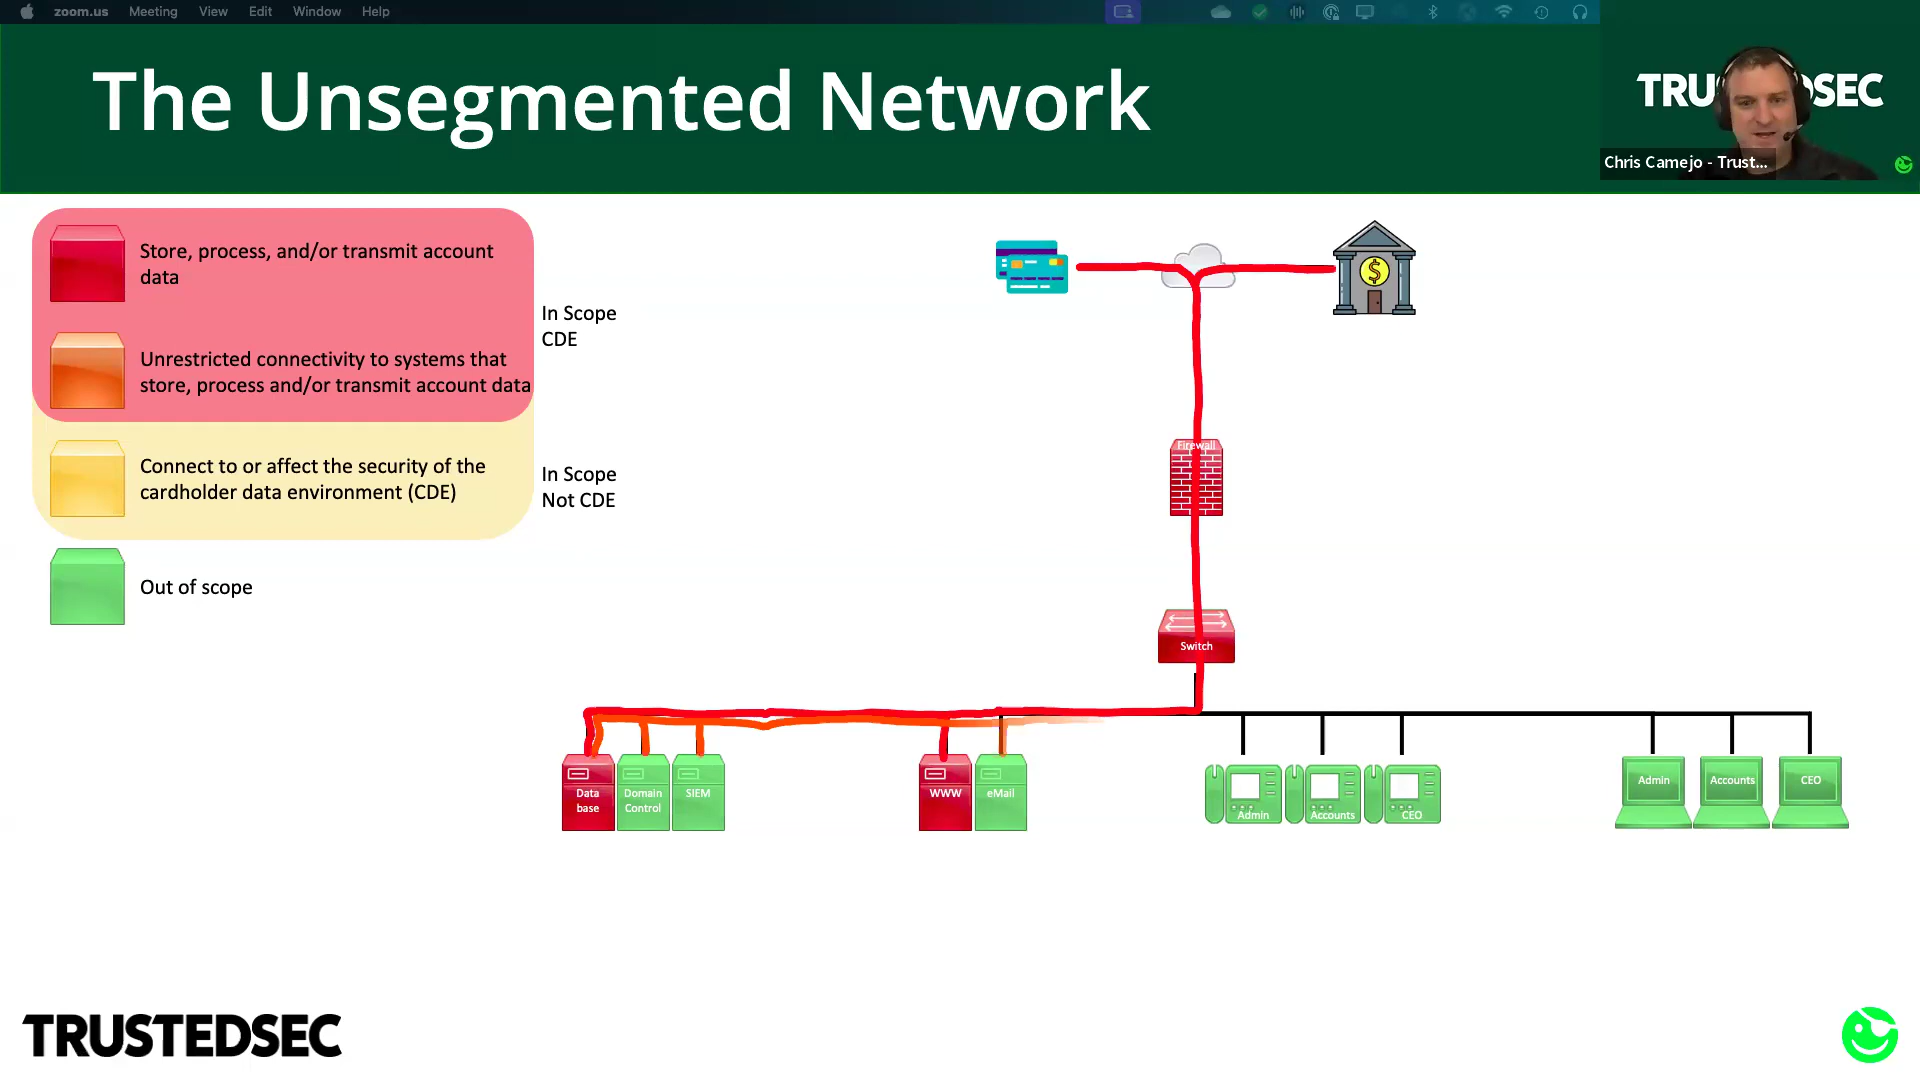 zoom.us Meeting View Edit Window Help
The Unsegmented Network
TRU SEC
Chris Camejo - Trust...
Store, process, and/or transmit account
data
In Scope
CDE
Unrestricted connectivity to systems that
store, process and/or transmit account data
Connect to or affect the security of the
cardholder data environment (CDE)
In Scope
Not CDE
Out of scope
$
Firewall
Switch
Data
base
Domain
Control
SIEM
WWW
eMail
Admin
Accounts
CEO
Admin
Accounts
CEO
TRUSTEDSEC